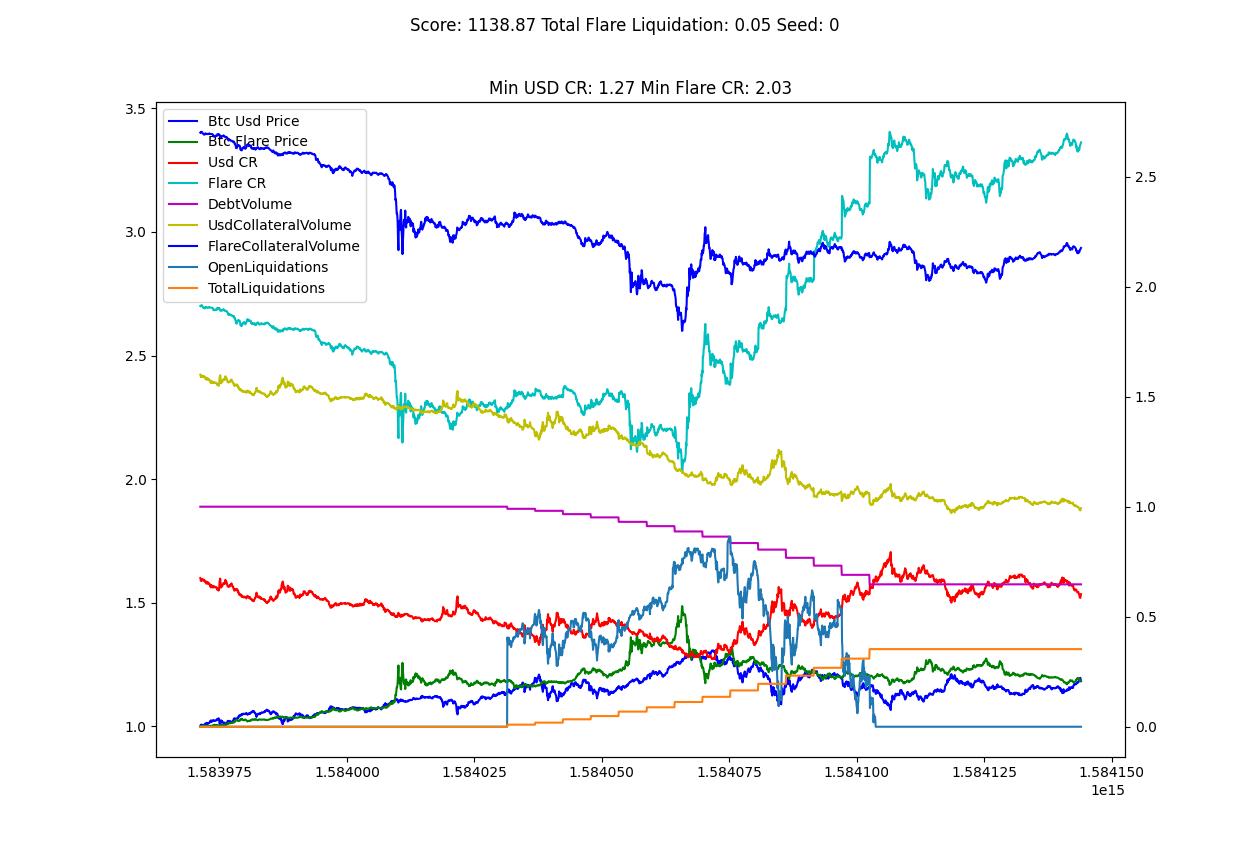 Score: 1138.87 Total Flare Liquidation: 0.05 Seed: 0
Min USD CR: 1.27 Min Flare CR: 2.03
Btc Usd Price
Btc Flare Price
Usd CR
Flare CR
DebtVolume
UsdCollateralVolume
FlareCollateralVolume
OpenLiquidations
TotalLiquidations
3.5
3.0
2.5
2.0
1.5
1.0
2.5
2.0
1.5
1.0
0.5
0.0
1.583975 1.584000 1.584025 1.584050 1.584075 1.584100 1.584125 1.584150
1e15